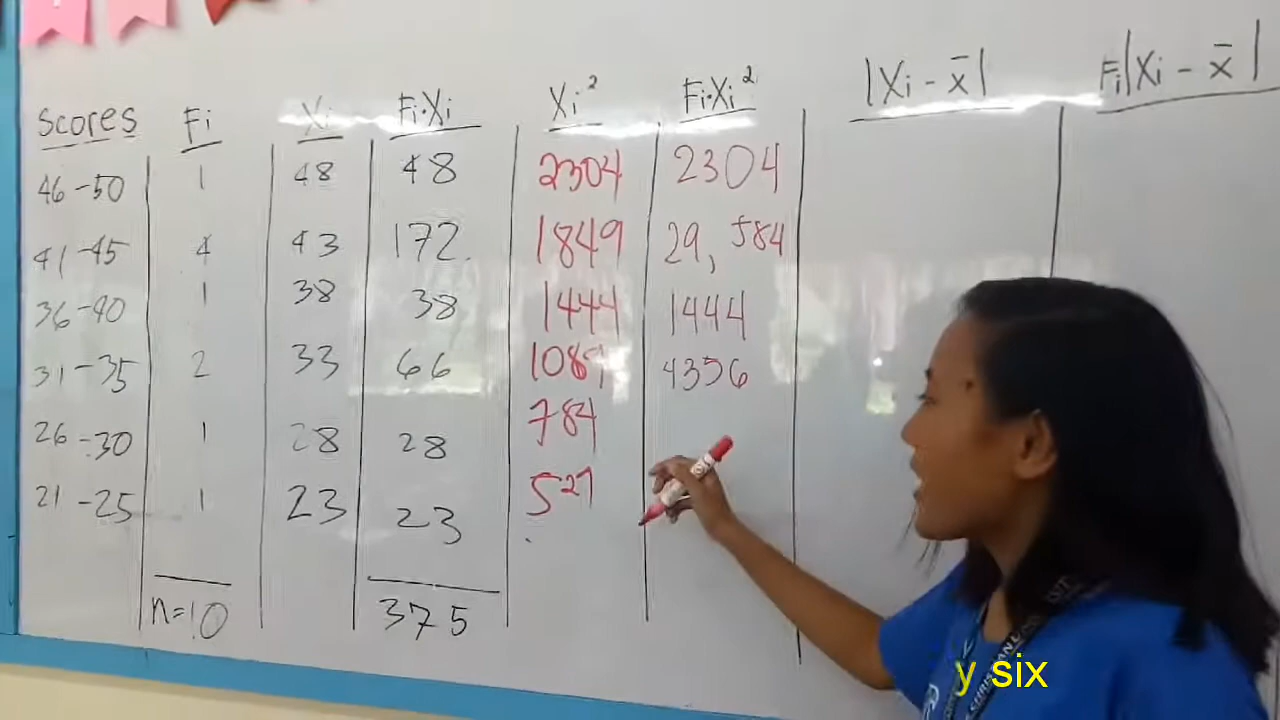 Scores Fi Xi Fi·Xi Xi² Fi·Xi² |Xi - x̄| Fi|Xi - x̄|
46-50 1 48 48 2304 2304
41-45 4 43 172 1849 29,584
36-40 1 38 38 1444 1444
31-35 2 33 66 1089 4356
26-30 1 28 28 784
21-25 1 23 23 527
n=10 375
y six